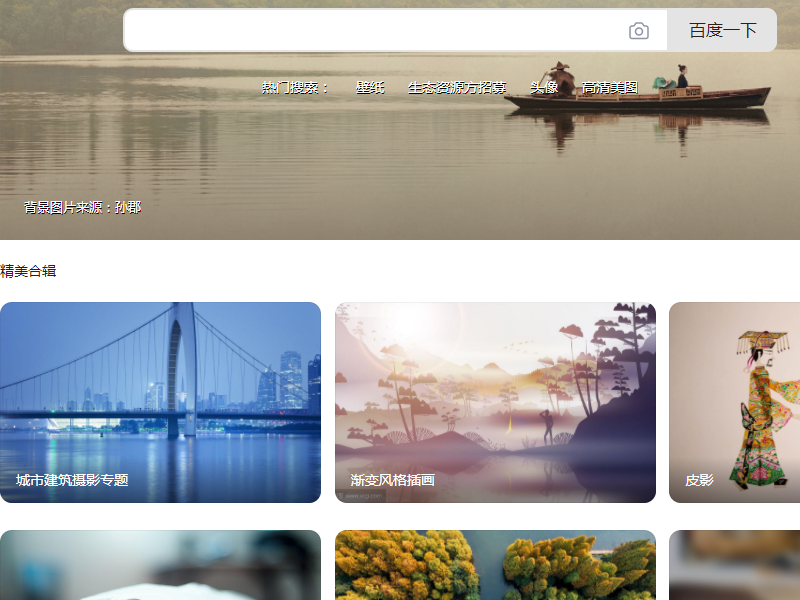 百度一下
热门搜索： 壁纸 生态资源方招募 头像 高清美图
背景图片来源：孙郡
精美合辑
城市建筑摄影专题 渐变风格插画 皮影